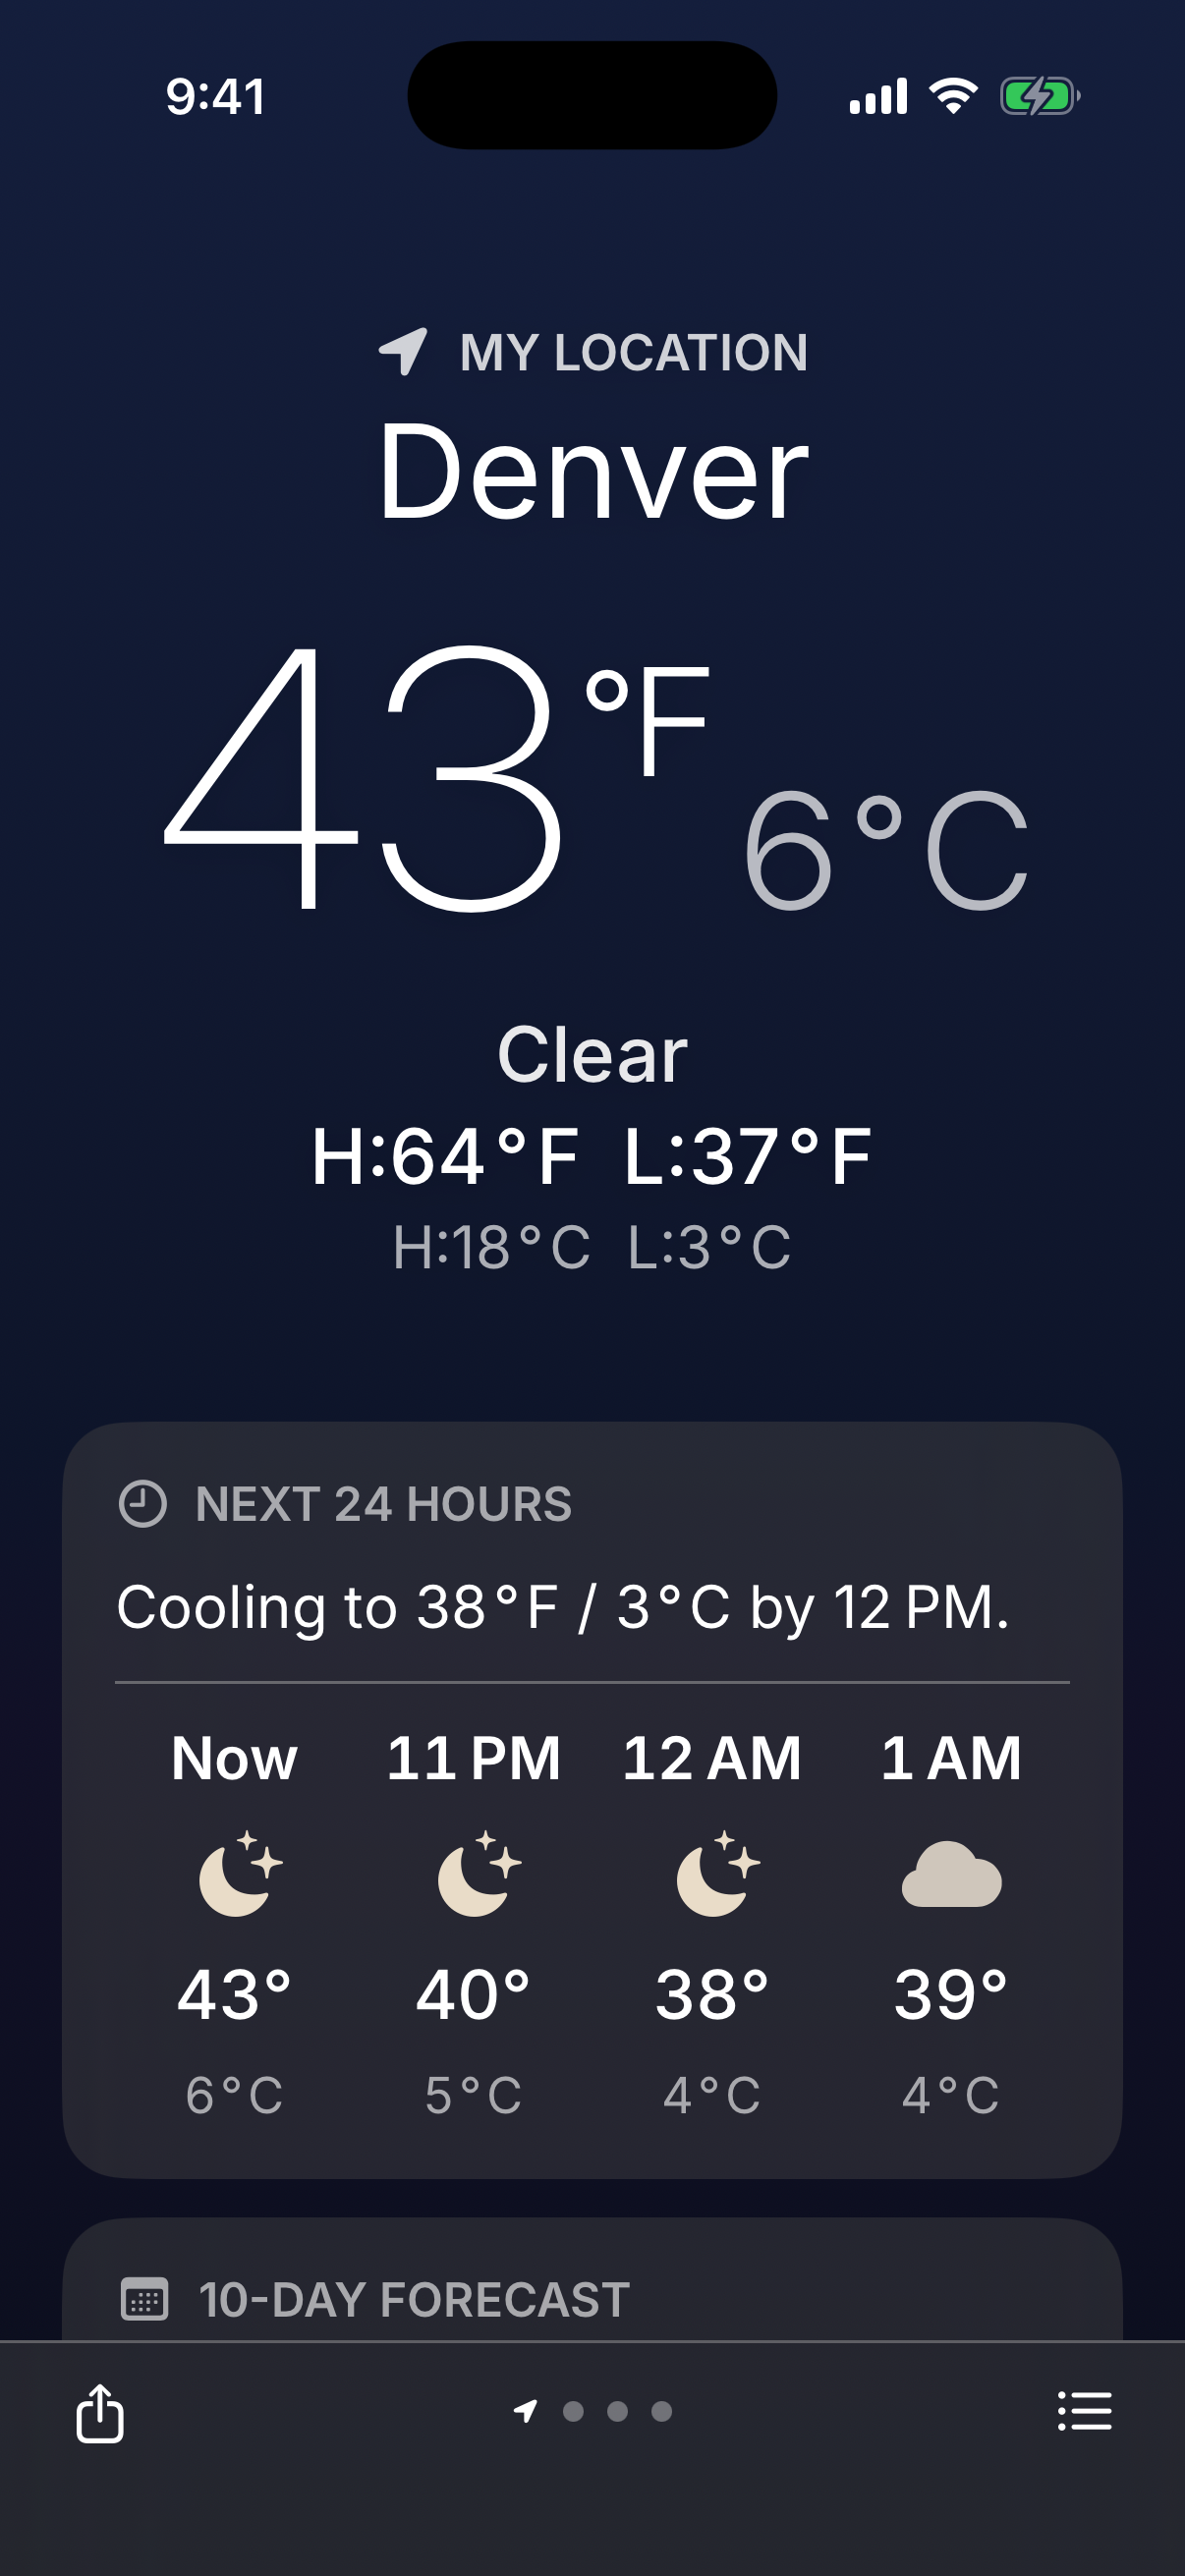 9:41
MY LOCATION
Denver
43°F 6°C
Clear
H:64°F L:37°F
H:18°C L:3°C
NEXT 24 HOURS
Cooling to 38°F / 3°C by 12 PM.
Now 11 PM 12 AM 1 AM
43° 40° 38° 39°
6°C 5°C 4°C 4°C
10-DAY FORECAST